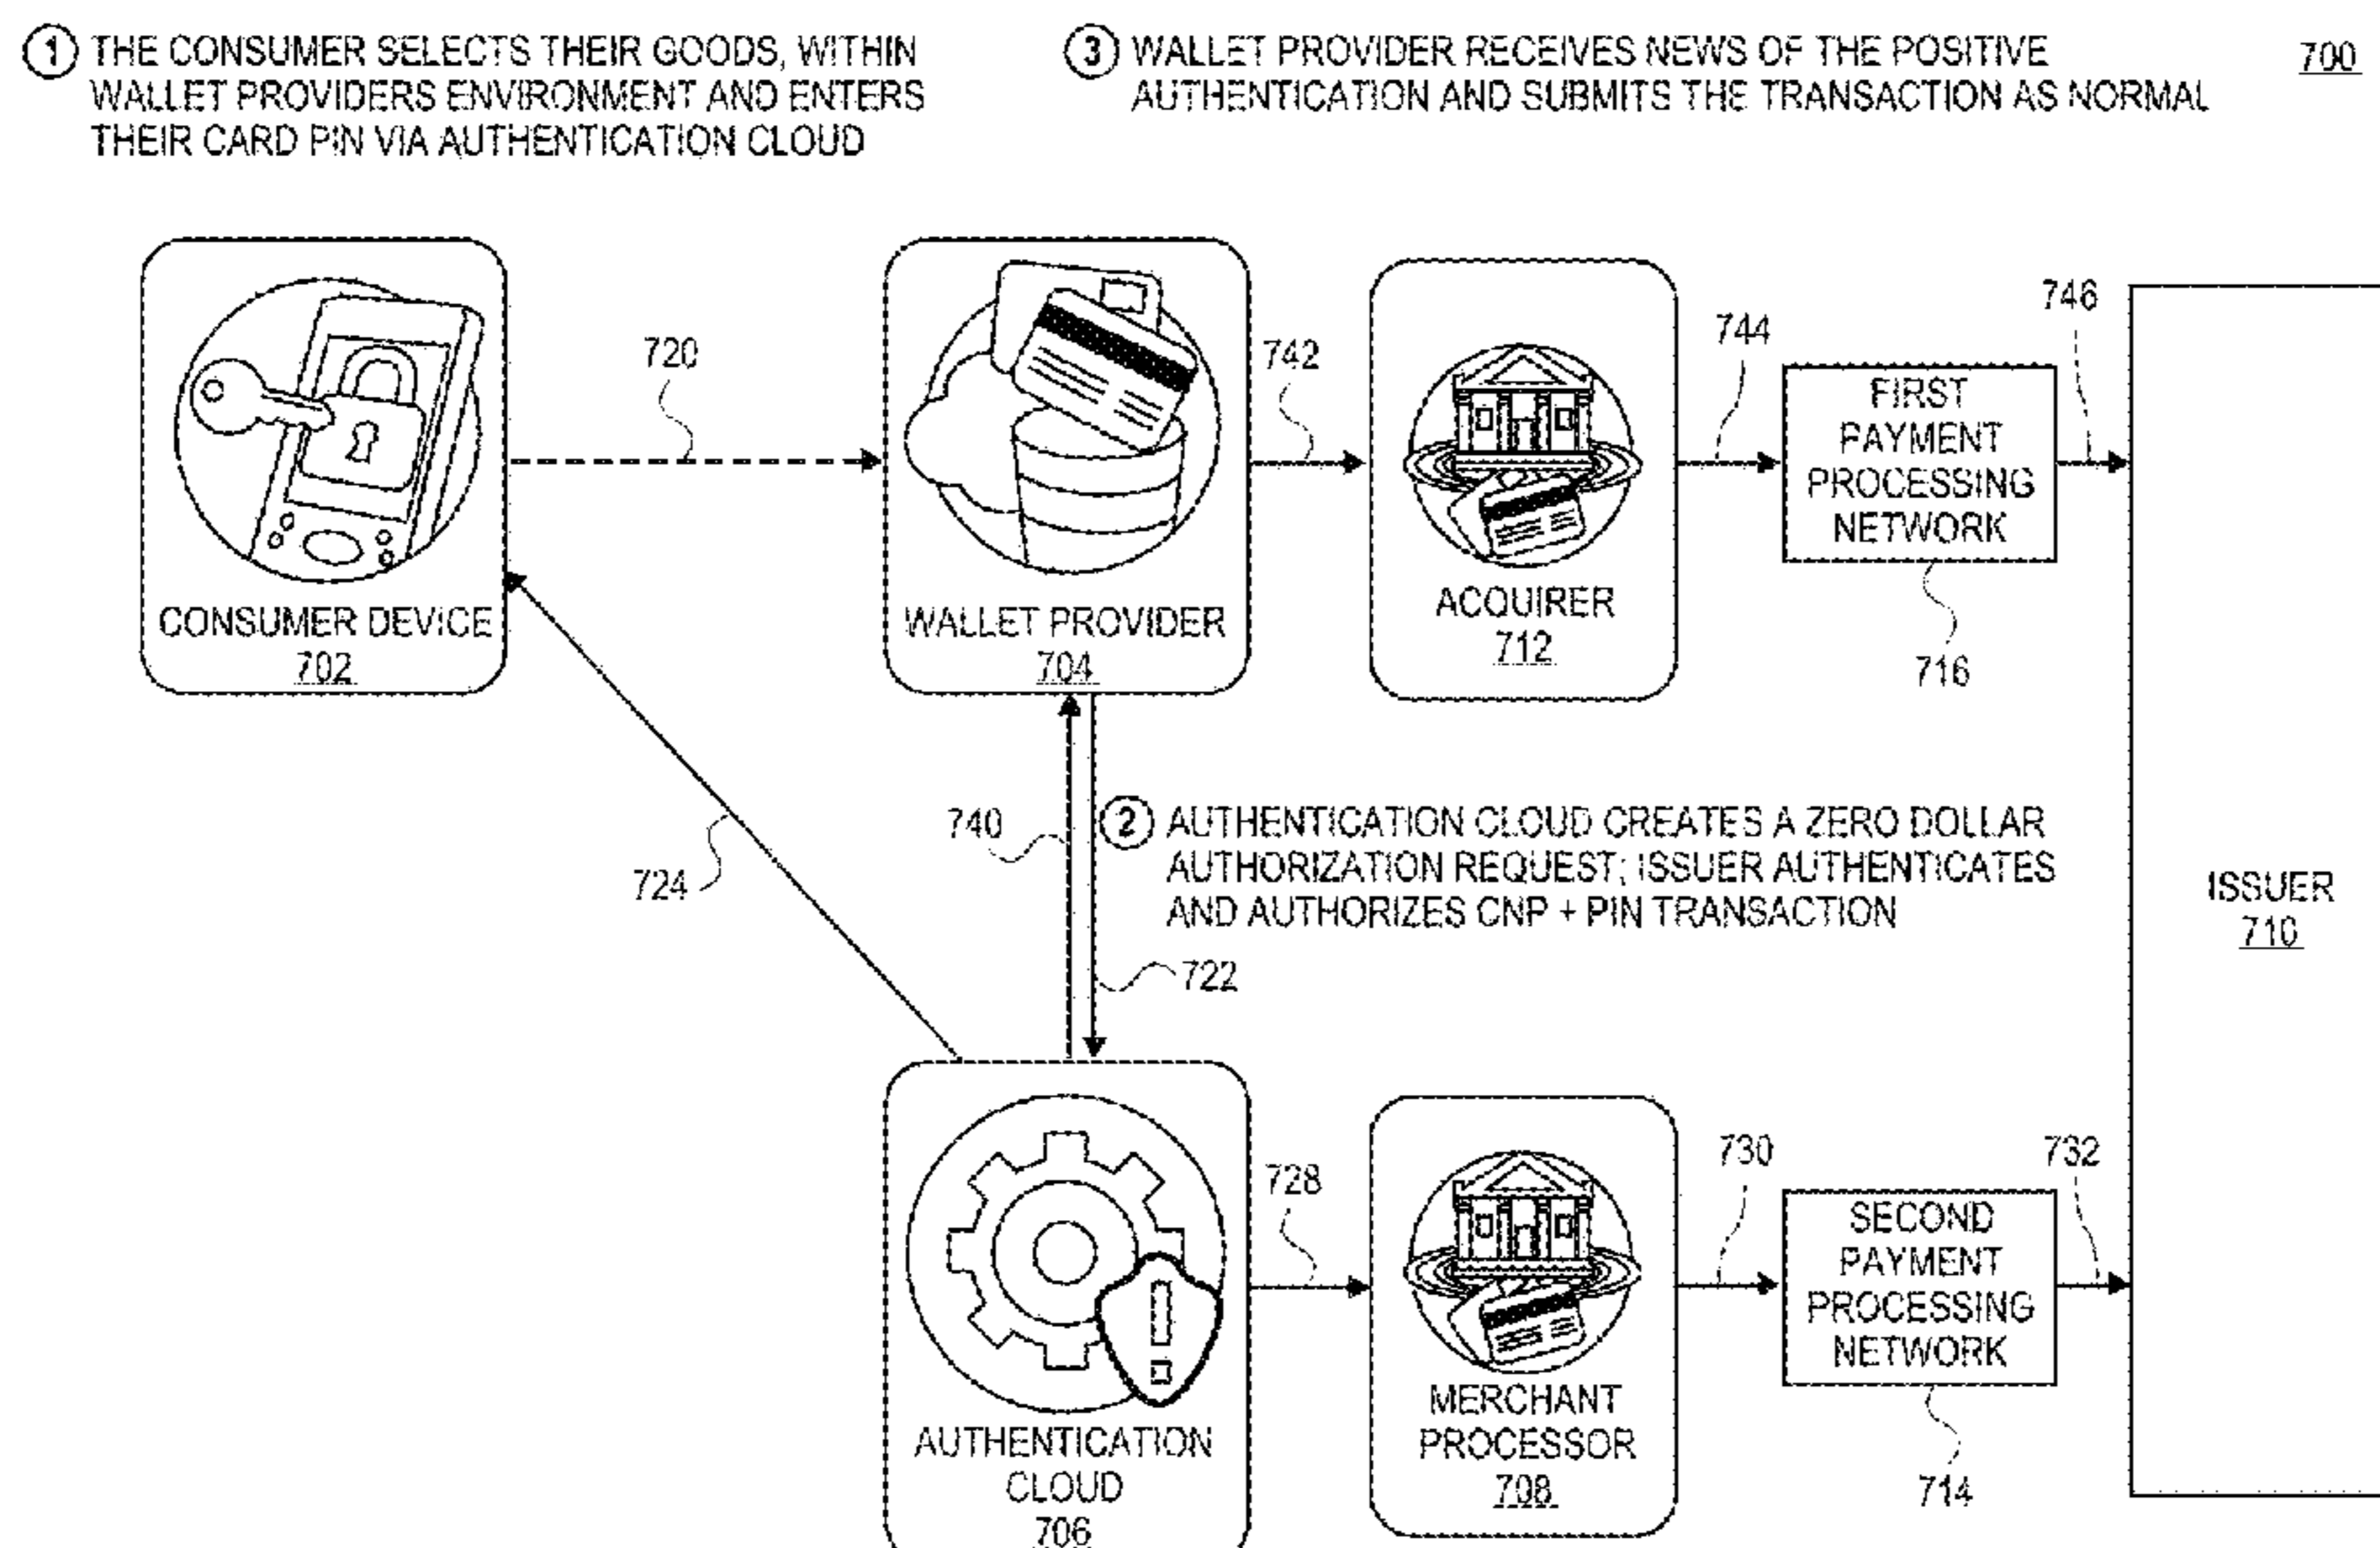 ① THE CONSUMER SELECTS THEIR GOODS, WITHIN
WALLET PROVIDERS ENVIRONMENT AND ENTERS
THEIR CARD PIN VIA AUTHENTICATION CLOUD
③ WALLET PROVIDER RECEIVES NEWS OF THE POSITIVE
AUTHENTICATION AND SUBMITS THE TRANSACTION AS NORMAL
700
CONSUMER DEVICE
702
720
WALLET PROVIDER
704
742
ACQUIRER
712
744
FIRST
PAYMENT
PROCESSING
NETWORK
716
746
ISSUER
710
724
740
② AUTHENTICATION CLOUD CREATES A ZERO DOLLAR
AUTHORIZATION REQUEST; ISSUER AUTHENTICATES
AND AUTHORIZES CNP + PIN TRANSACTION
722
AUTHENTICATION
CLOUD
706
728
MERCHANT
PROCESSOR
708
730
SECOND
PAYMENT
PROCESSING
NETWORK
714
732